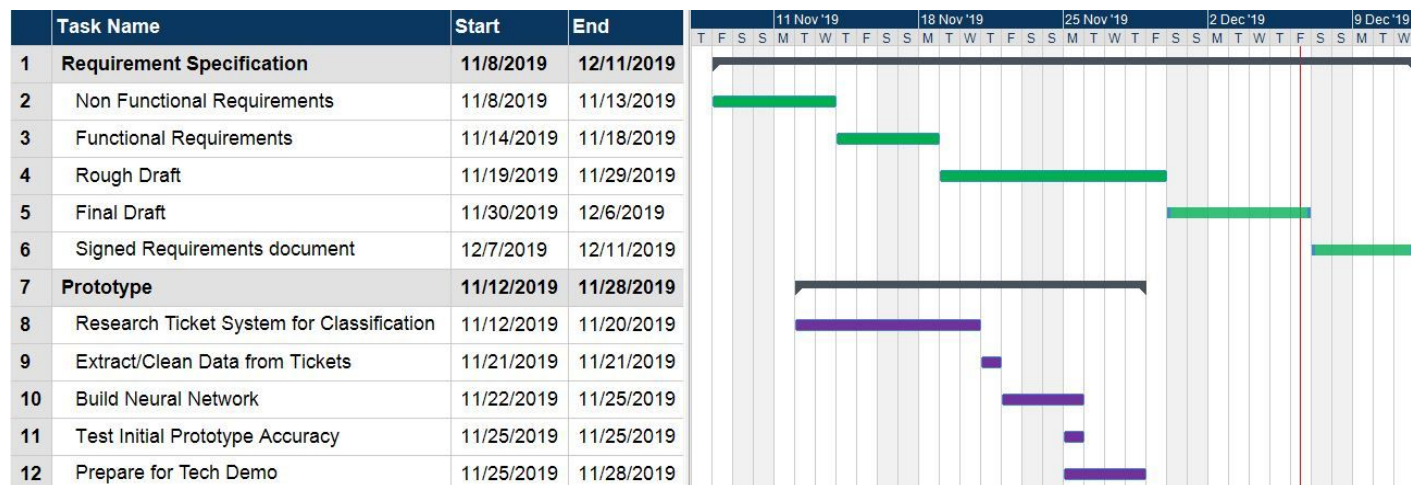 Task Name Start End
11 Nov '19 18 Nov '19 25 Nov '19 2 Dec '19 9 Dec '19
T F S S M T W T F S S M T W T F S S M T W T F S S M T W T F S S M T W
1 Requirement Specification 11/8/2019 12/11/2019
2 Non Functional Requirements 11/8/2019 11/13/2019
3 Functional Requirements 11/14/2019 11/18/2019
4 Rough Draft 11/19/2019 11/29/2019
5 Final Draft 11/30/2019 12/6/2019
6 Signed Requirements document 12/7/2019 12/11/2019
7 Prototype 11/12/2019 11/28/2019
8 Research Ticket System for Classification 11/12/2019 11/20/2019
9 Extract/Clean Data from Tickets 11/21/2019 11/21/2019
10 Build Neural Network 11/22/2019 11/25/2019
11 Test Initial Prototype Accuracy 11/25/2019 11/25/2019
12 Prepare for Tech Demo 11/25/2019 11/28/2019